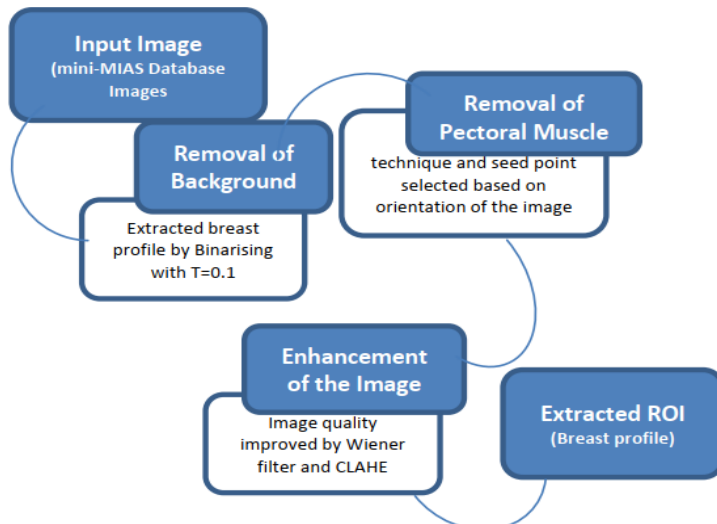 Input Image
(mini-MIAS Database
Images
Removal of
Background
Extracted breast
profile by Binarising
with T=0.1
Removal of
Pectoral Muscle
technique and seed point
selected based on
orientation of the image
Enhancement
of the Image
Image quality
improved by Wiener
filter and CLAHE
Extracted ROI
(Breast profile)